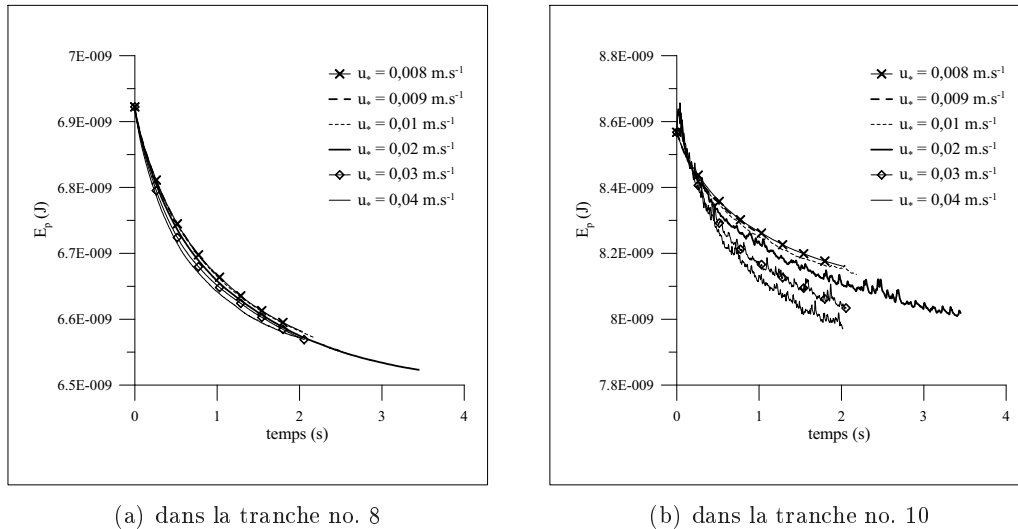 7E-009
6.9E-009
6.8E-009
6.7E-009
6.6E-009
6.5E-009
Ep (J)
0 1 2 3 4
temps (s)
u* = 0,008 m.s-1
u* = 0,009 m.s-1
u* = 0,01 m.s-1
u* = 0,02 m.s-1
u* = 0,03 m.s-1
u* = 0,04 m.s-1
(a) dans la tranche no. 8
8.8E-009
8.6E-009
8.4E-009
8.2E-009
8E-009
7.8E-009
Ep (J)
0 1 2 3 4
temps (s)
u* = 0,008 m.s-1
u* = 0,009 m.s-1
u* = 0,01 m.s-1
u* = 0,02 m.s-1
u* = 0,03 m.s-1
u* = 0,04 m.s-1
(b) dans la tranche no. 10